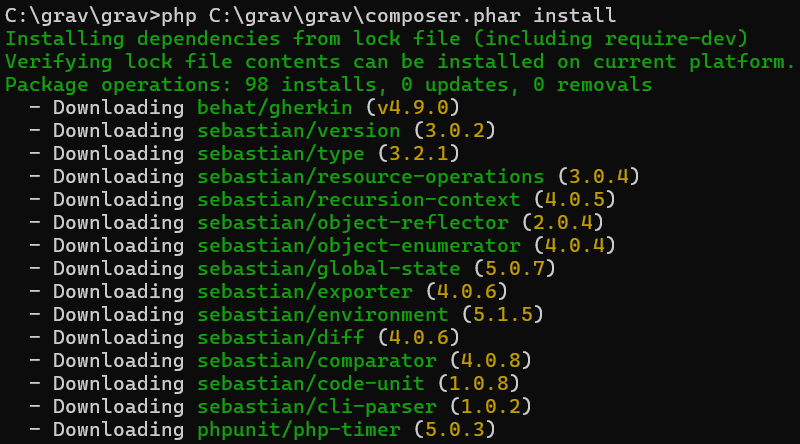 C:\grav\grav>php C:\grav\grav\composer.phar install
Installing dependencies from lock file (including require-dev)
Verifying lock file contents can be installed on current platform.
Package operations: 98 installs, 0 updates, 0 removals
  - Downloading behat/gherkin (v4.9.0)
  - Downloading sebastian/version (3.0.2)
  - Downloading sebastian/type (3.2.1)
  - Downloading sebastian/resource-operations (3.0.4)
  - Downloading sebastian/recursion-context (4.0.5)
  - Downloading sebastian/object-reflector (2.0.4)
  - Downloading sebastian/object-enumerator (4.0.4)
  - Downloading sebastian/global-state (5.0.7)
  - Downloading sebastian/exporter (4.0.6)
  - Downloading sebastian/environment (5.1.5)
  - Downloading sebastian/diff (4.0.6)
  - Downloading sebastian/comparator (4.0.8)
  - Downloading sebastian/code-unit (1.0.8)
  - Downloading sebastian/cli-parser (1.0.2)
  - Downloading phpunit/php-timer (5.0.3)